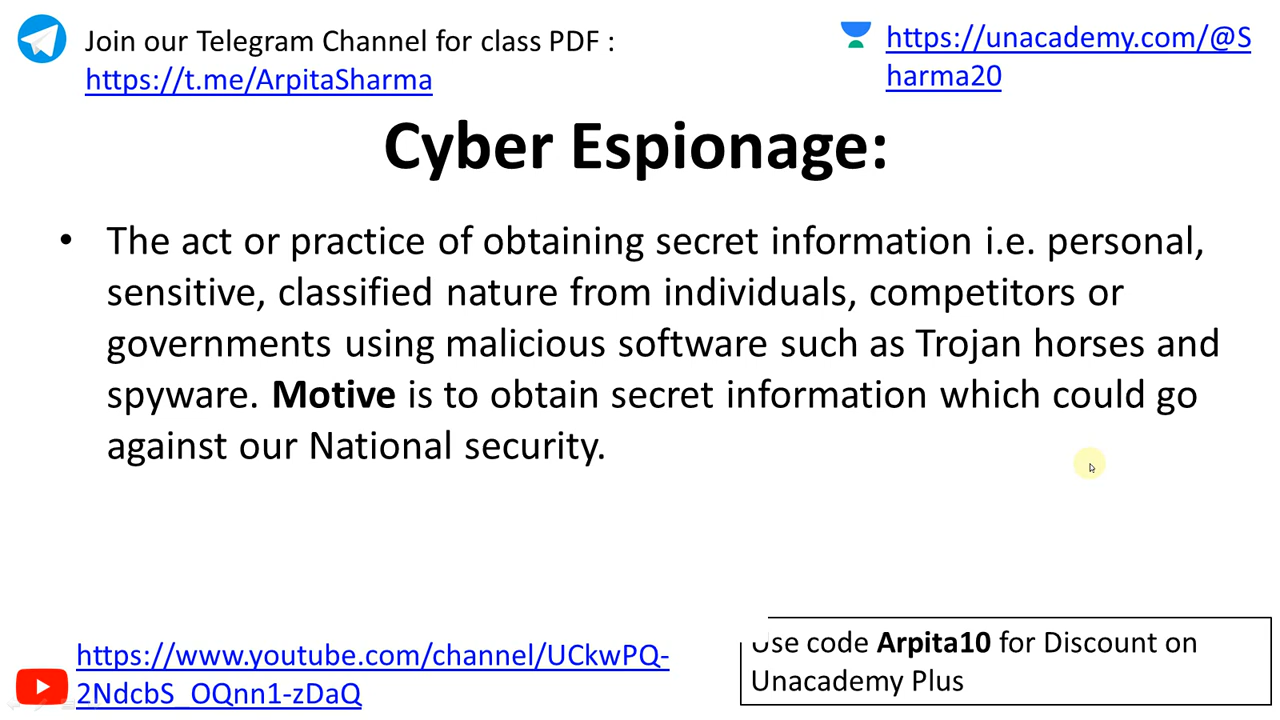 Join our Telegram Channel for class PDF :
https://t.me/ArpitaSharma
https://unacademy.com/@S
harma20
Cyber Espionage:
• The act or practice of obtaining secret information i.e. personal,
sensitive, classified nature from individuals, competitors or
governments using malicious software such as Trojan horses and
spyware. Motive is to obtain secret information which could go
against our National security.
https://www.youtube.com/channel/UCkwPQ-
2NdcbS_OQnn1-zDaQ
Use code Arpita10 for Discount on
Unacademy Plus